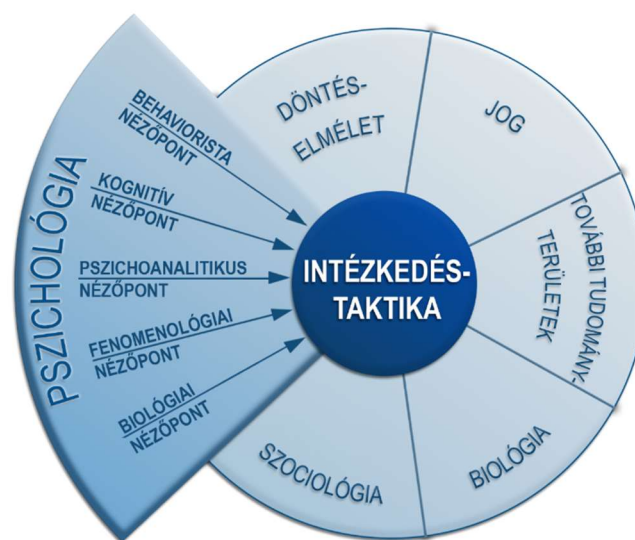 PSZICHOLÓGIA
BEHAVIORISTA
NÉZŐPONT
KOGNITÍV
NÉZŐPONT
PSZICHOANALITIKUS
NÉZŐPONT
FENOMENOLÓGIAI
NÉZŐPONT
BIOLÓGIAI
NÉZŐPONT
INTÉZKEDÉS-
TAKTIKA
DÖNTÉS-
ELMÉLET
JOG
TOVÁBBI TUDOMÁNY-
TERÜLETEK
BIOLÓGIA
SZOCIOLÓGIA